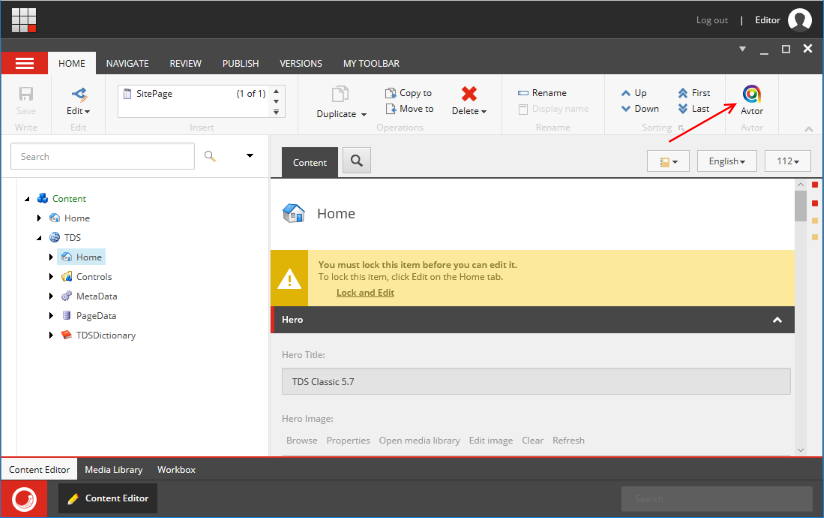 Log out | Editor
HOME NAVIGATE REVIEW PUBLISH VERSIONS MY TOOLBAR
Save
Write
Edit
Edit
SitePage (1 of 1)
Insert
Duplicate
Copy to
Move to
Delete
Operations
Rename
Display name
Rename
Up
Down
First
Last
Sorting
Avtor
Avtor
Search
Content
English
112
Content
Home
TDS
Home
Controls
MetaData
PageData
TDSDictionary
Home
You must lock this item before you can edit it.
To lock this item, click Edit on the Home tab.
Lock and Edit
Hero
Hero Title:
TDS Classic 5.7
Hero Image:
Browse Properties Open media library Edit image Clear Refresh
Content Editor Media Library Workbox
Content Editor
Search